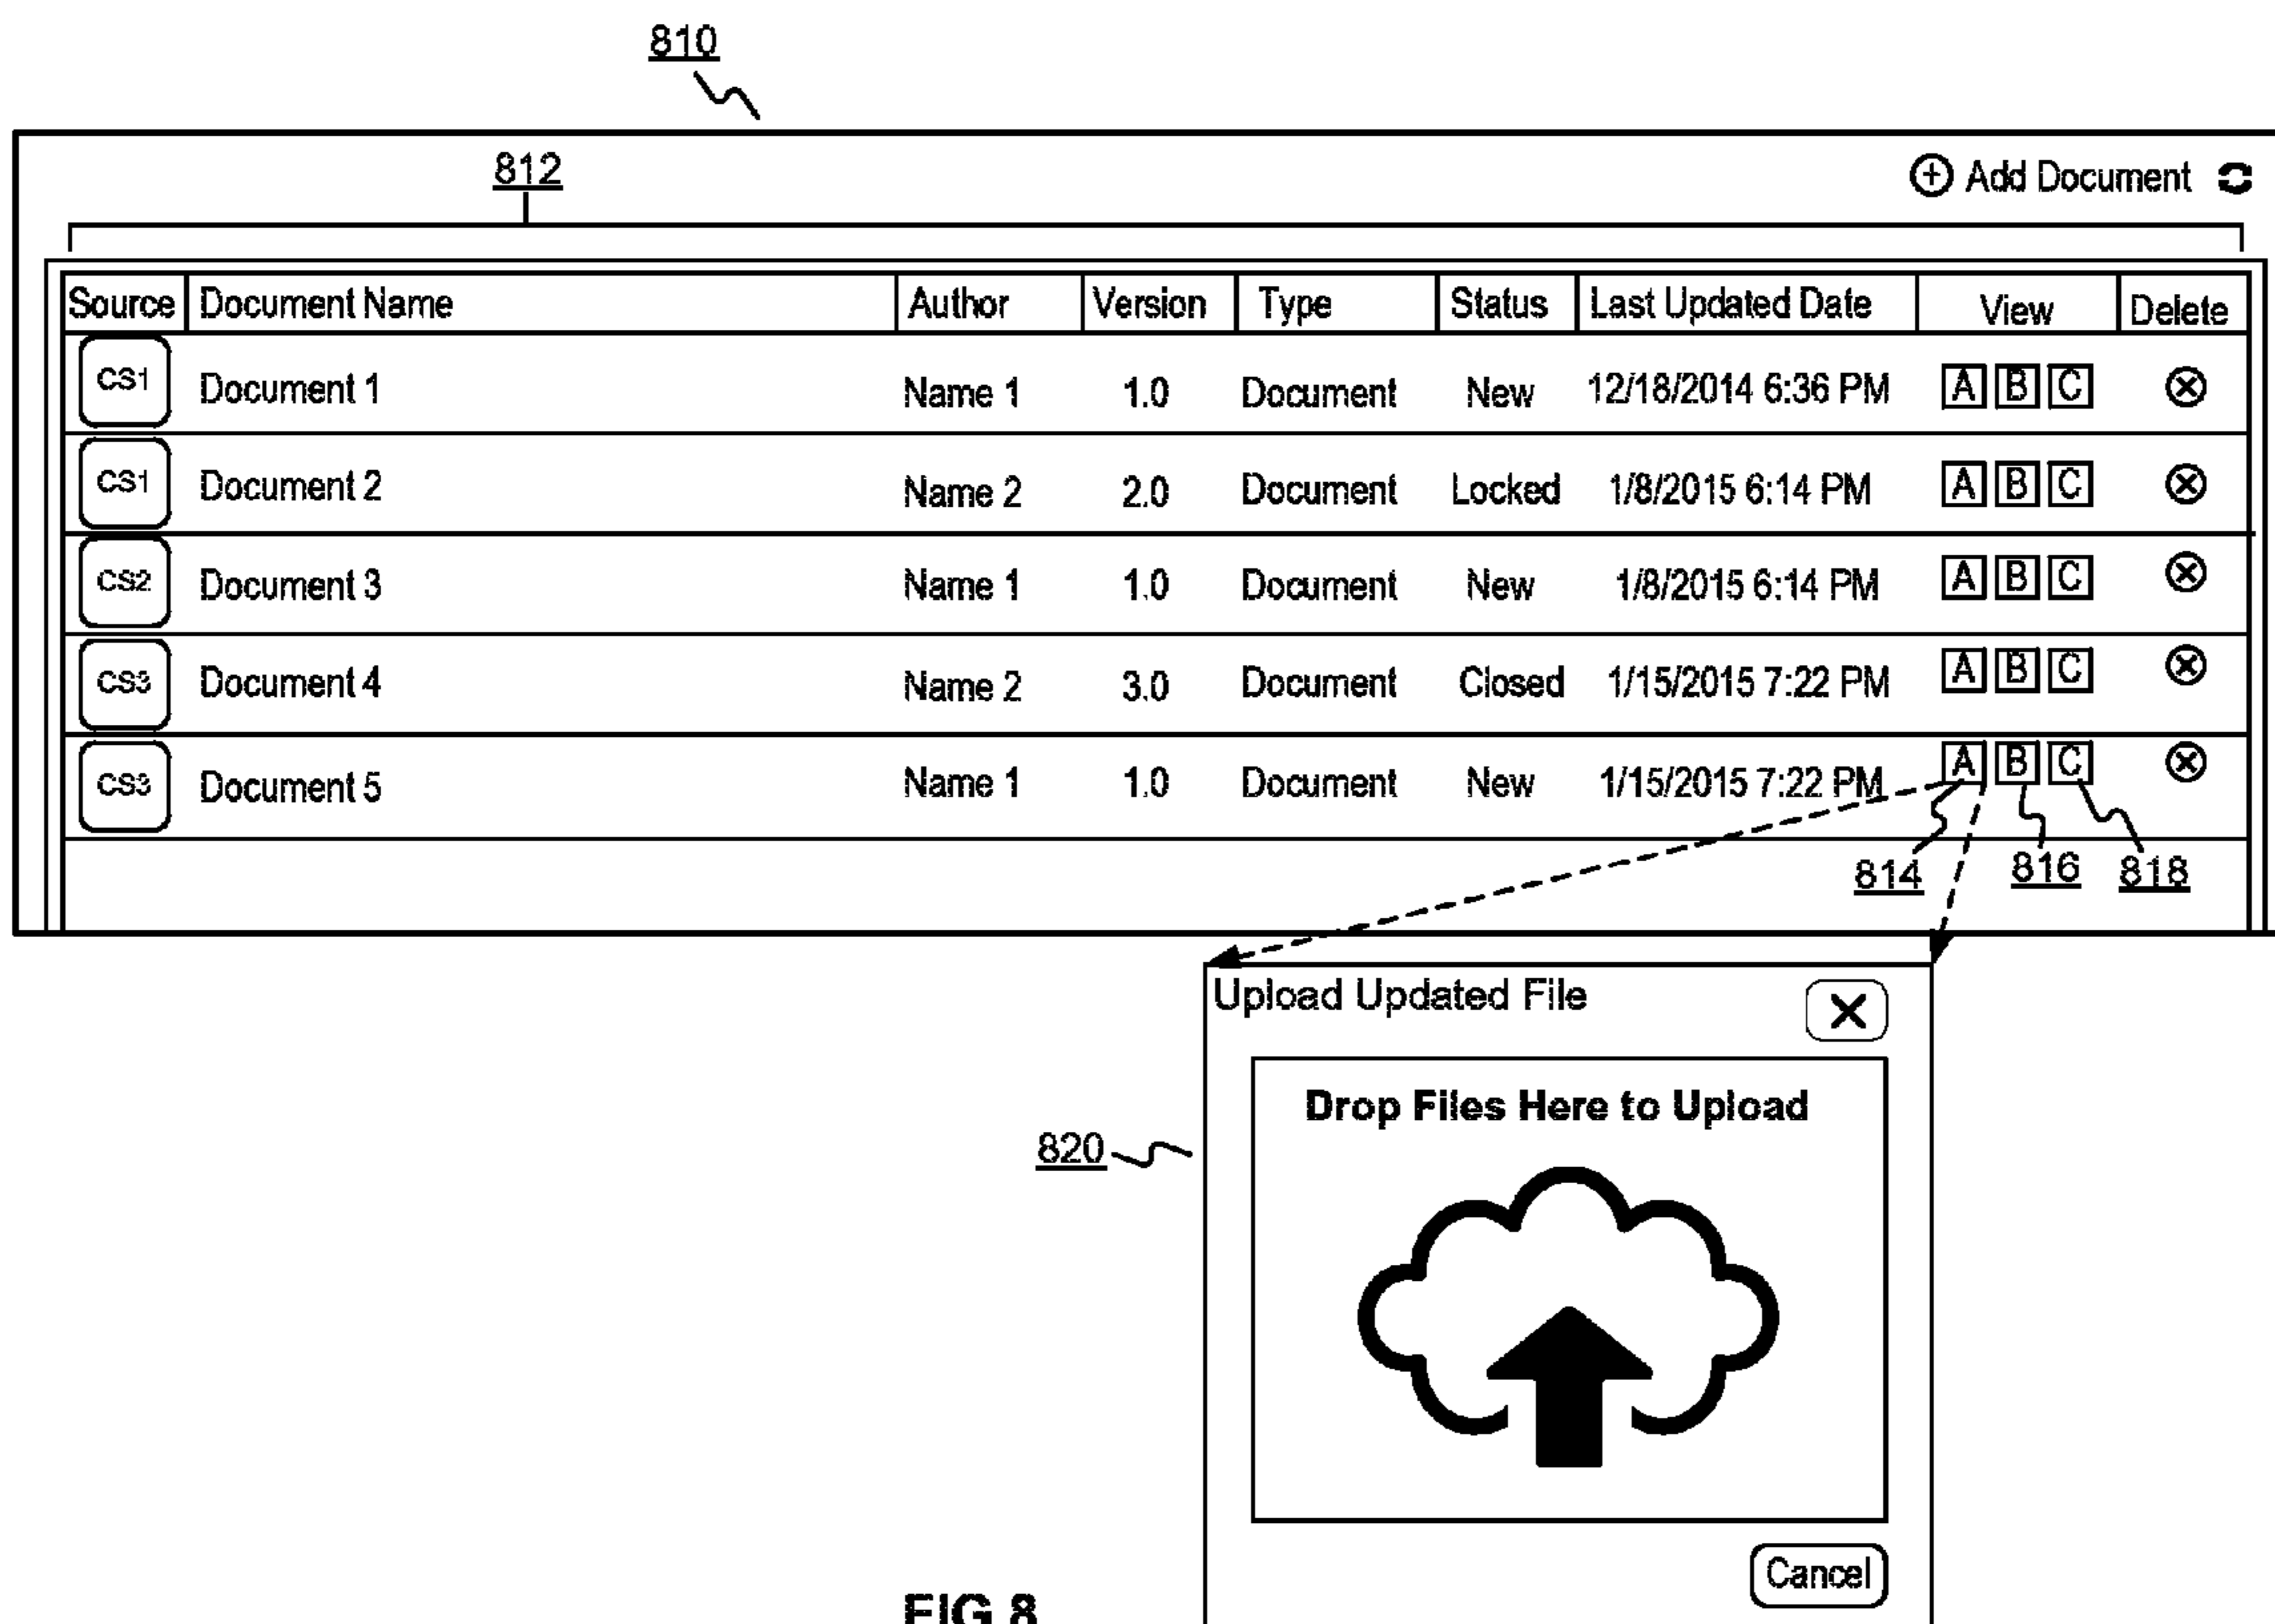 810
812
Add Document
Source Document Name Author Version Type Status Last Updated Date View Delete
CS1 Document 1 Name 1 1.0 Document New 12/18/2014 6:36 PM A B C
CS1 Document 2 Name 2 2.0 Document Locked 1/8/2015 6:14 PM A B C
CS2 Document 3 Name 1 1.0 Document New 1/8/2015 6:14 PM A B C
CS3 Document 4 Name 2 3.0 Document Closed 1/15/2015 7:22 PM A B C
CS3 Document 5 Name 1 1.0 Document New 1/15/2015 7:22 PM A B C
814 816 818
Upload Updated File
Drop Files Here to Upload
820
Cancel
FIG 8